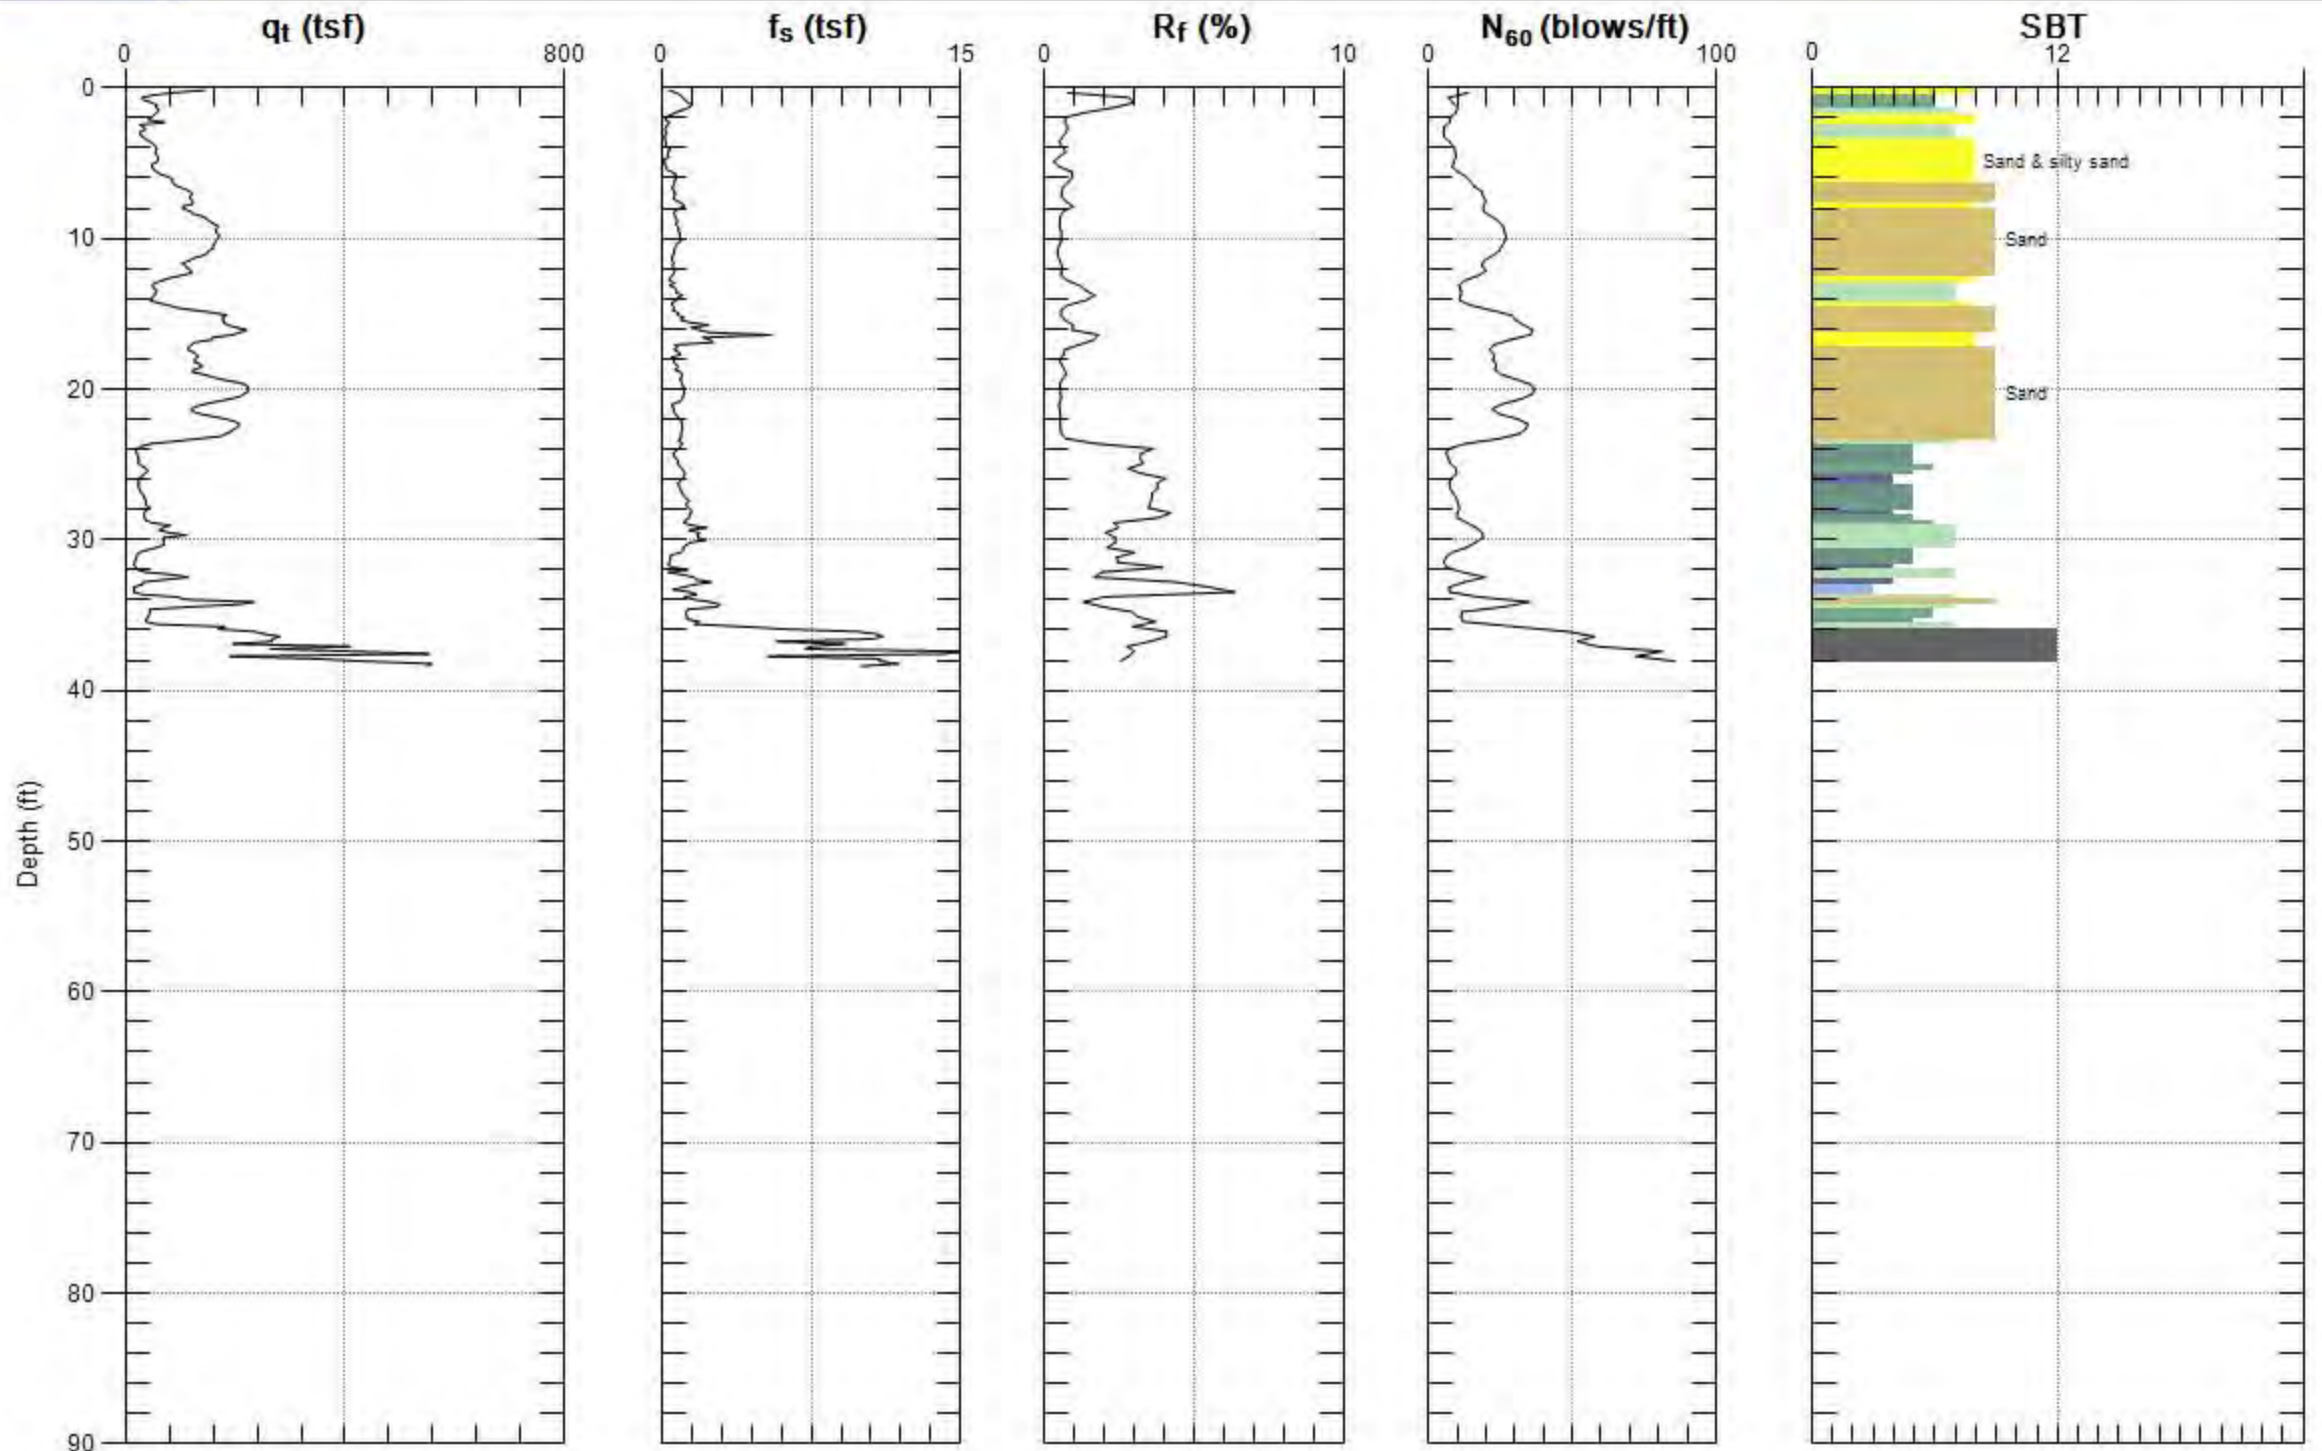 qt (tsf) fs (tsf) Rf (%) N60 (blows/ft) SBT
0 800 0 15 0 10 0 100 0 12
0
Sand & silty sand
10 Sand
20 Sand
30
40
50
Depth (ft)
60
70
80
90